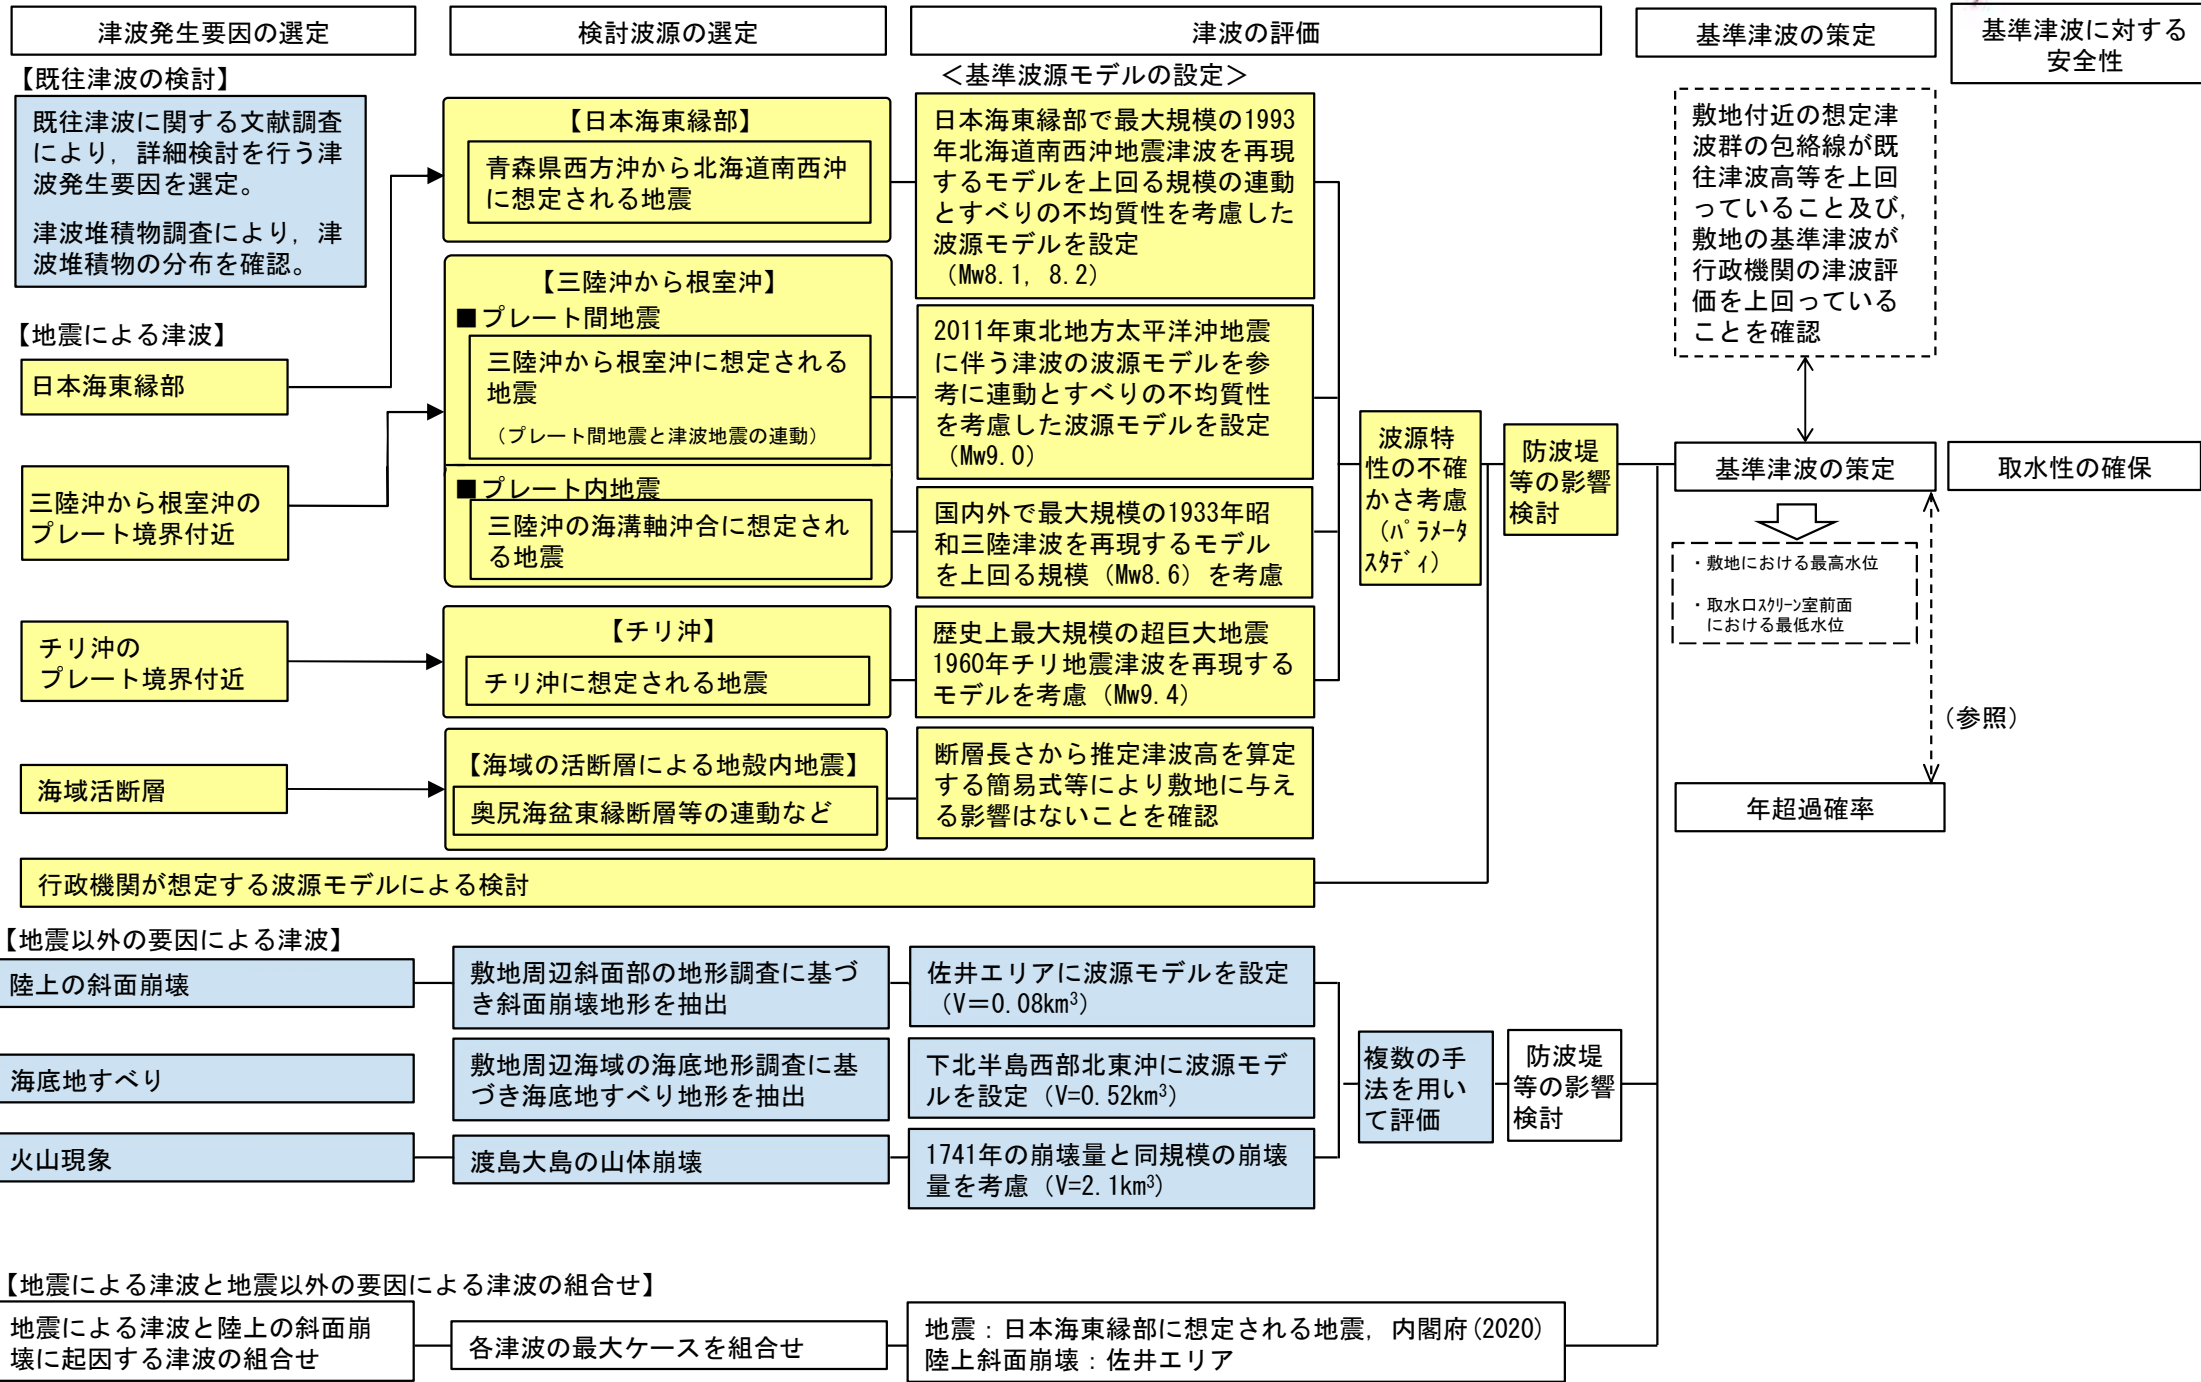 津波発生要因の選定
検討波源の選定
津波の評価
基準津波の策定
基準津波に対する
安全性
【既往津波の検討】
既往津波に関する文献調査
により，詳細検討を行う津
波発生要因を選定。
津波堆積物調査により，津
波堆積物の分布を確認。
【地震による津波】
日本海東縁部
三陸沖から根室沖の
プレート境界付近
チリ沖の
プレート境界付近
海域活断層
【日本海東縁部】
青森県西方沖から北海道南西沖
に想定される地震
【三陸沖から根室沖】
■プレート間地震
三陸沖から根室沖に想定される
地震
（プレート間地震と津波地震の連動）
■プレート内地震
三陸沖の海溝軸沖合に想定され
る地震
【チリ沖】
チリ沖に想定される地震
【海域の活断層による地殻内地震】
奥尻海盆東縁断層等の連動など
＜基準波源モデルの設定＞
日本海東縁部で最大規模の1993
年北海道南西沖地震津波を再現
するモデルを上回る規模の連動
とすべりの不均質性を考慮した
波源モデルを設定
（Mw8.1, 8.2）
2011年東北地方太平洋沖地震
に伴う津波の波源モデルを参
考に連動とすべりの不均質性
を考慮した波源モデルを設定
（Mw9.0）
国内外で最大規模の1933年昭
和三陸津波を再現するモデル
を上回る規模（Mw8.6）を考慮
歴史上最大規模の超巨大地震
1960年チリ地震津波を再現する
モデルを考慮（Mw9.4）
断層長さから推定津波高を算定
する簡易式等により敷地に与え
る影響はないことを確認
波源特
性の不確
かさ考慮
（ﾊﾟﾗﾒｰﾀ
ｽﾀﾃﾞｨ）
防波堤
等の影響
検討
敷地付近の想定津
波群の包絡線が既
往津波高等を上回
っていること及び，
敷地の基準津波が
行政機関の津波評
価を上回っている
ことを確認
基準津波の策定
取水性の確保
・敷地における最高水位
・取水口ｽｸﾘｰﾝ室前面
における最低水位
（参照）
年超過確率
行政機関が想定する波源モデルによる検討
【地震以外の要因による津波】
陸上の斜面崩壊
敷地周辺斜面部の地形調査に基づ
き斜面崩壊地形を抽出
佐井エリアに波源モデルを設定
（V＝0.08km³）
海底地すべり
敷地周辺海域の海底地形調査に基
づき海底地すべり地形を抽出
下北半島西部北東沖に波源モデ
ルを設定（V=0.52km³）
火山現象
渡島大島の山体崩壊
1741年の崩壊量と同規模の崩壊
量を考慮（V=2.1km³）
複数の手
法を用い
て評価
防波堤
等の影響
検討
【地震による津波と地震以外の要因による津波の組合せ】
地震による津波と陸上の斜面崩
壊に起因する津波の組合せ
各津波の最大ケースを組合せ
地震：日本海東縁部に想定される地震，内閣府(2020)
陸上斜面崩壊：佐井エリア